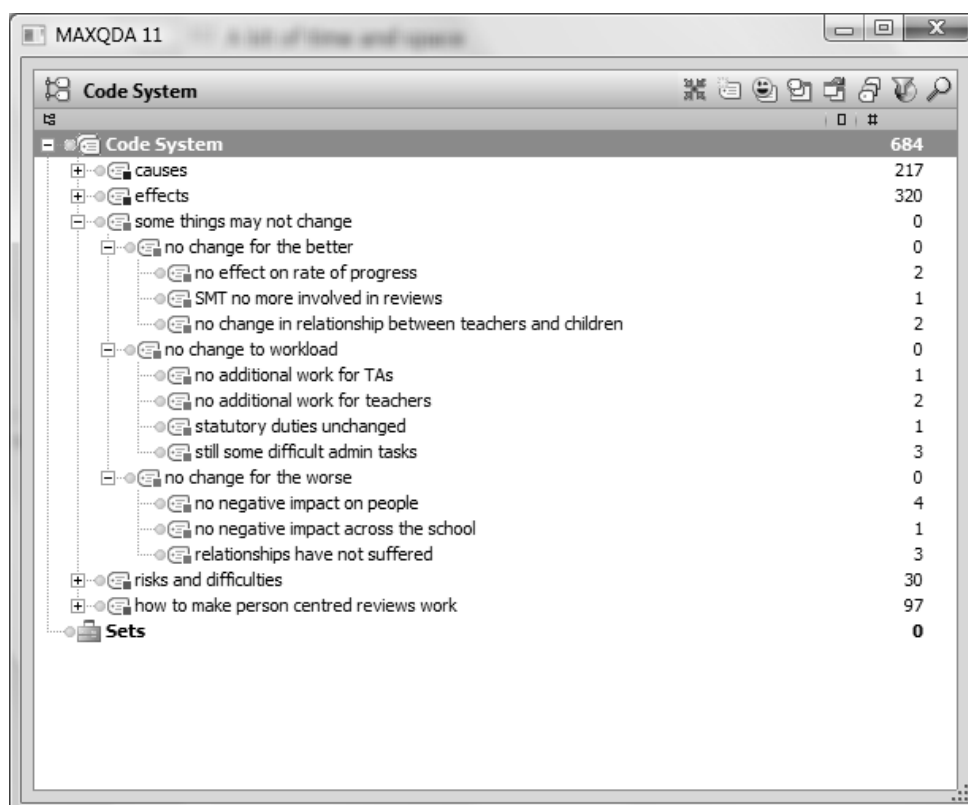 MAXQDA 11 A bit of time and space
Code System
#
Code System 684
causes 217
effects 320
some things may not change 0
no change for the better 0
no effect on rate of progress 2
SMT no more involved in reviews 1
no change in relationship between teachers and children 2
no change to workload 0
no additional work for TAs 1
no additional work for teachers 2
statutory duties unchanged 1
still some difficult admin tasks 3
no change for the worse 0
no negative impact on people 4
no negative impact across the school 1
relationships have not suffered 3
risks and difficulties 30
how to make person centred reviews work 97
Sets 0